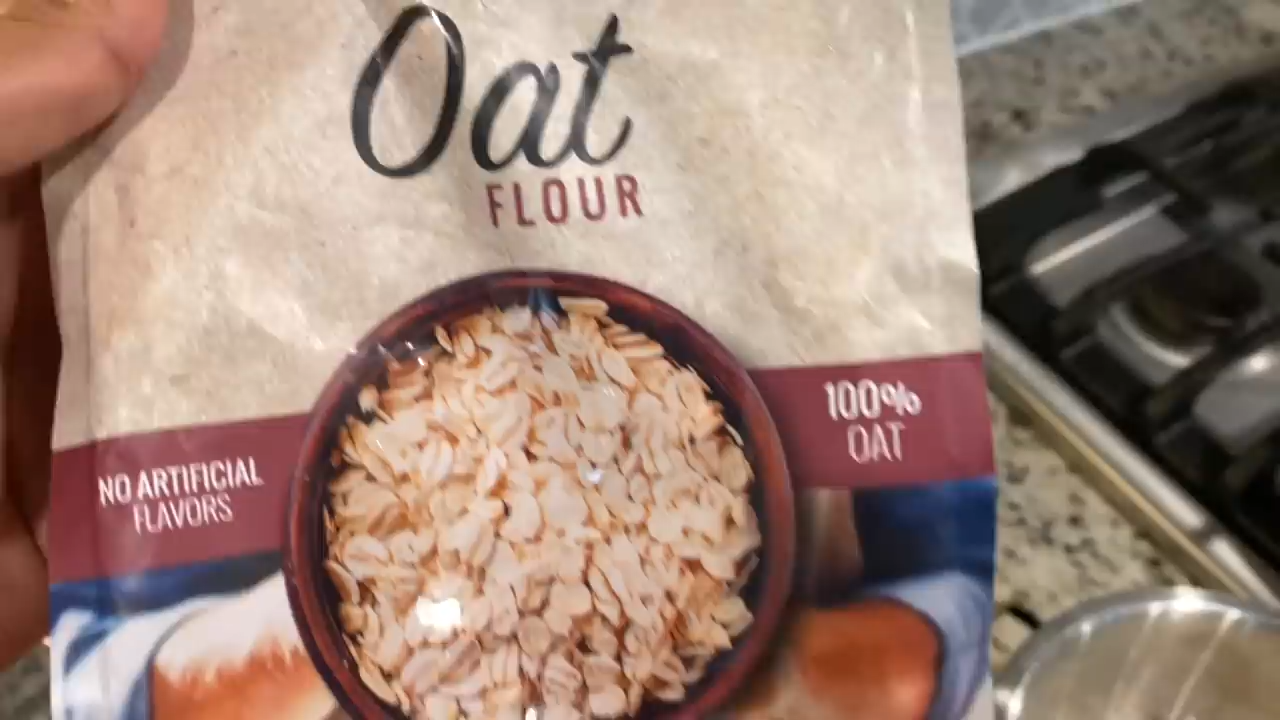 Oat
FLOUR
NO ARTIFICIAL
FLAVORS
100%
OAT